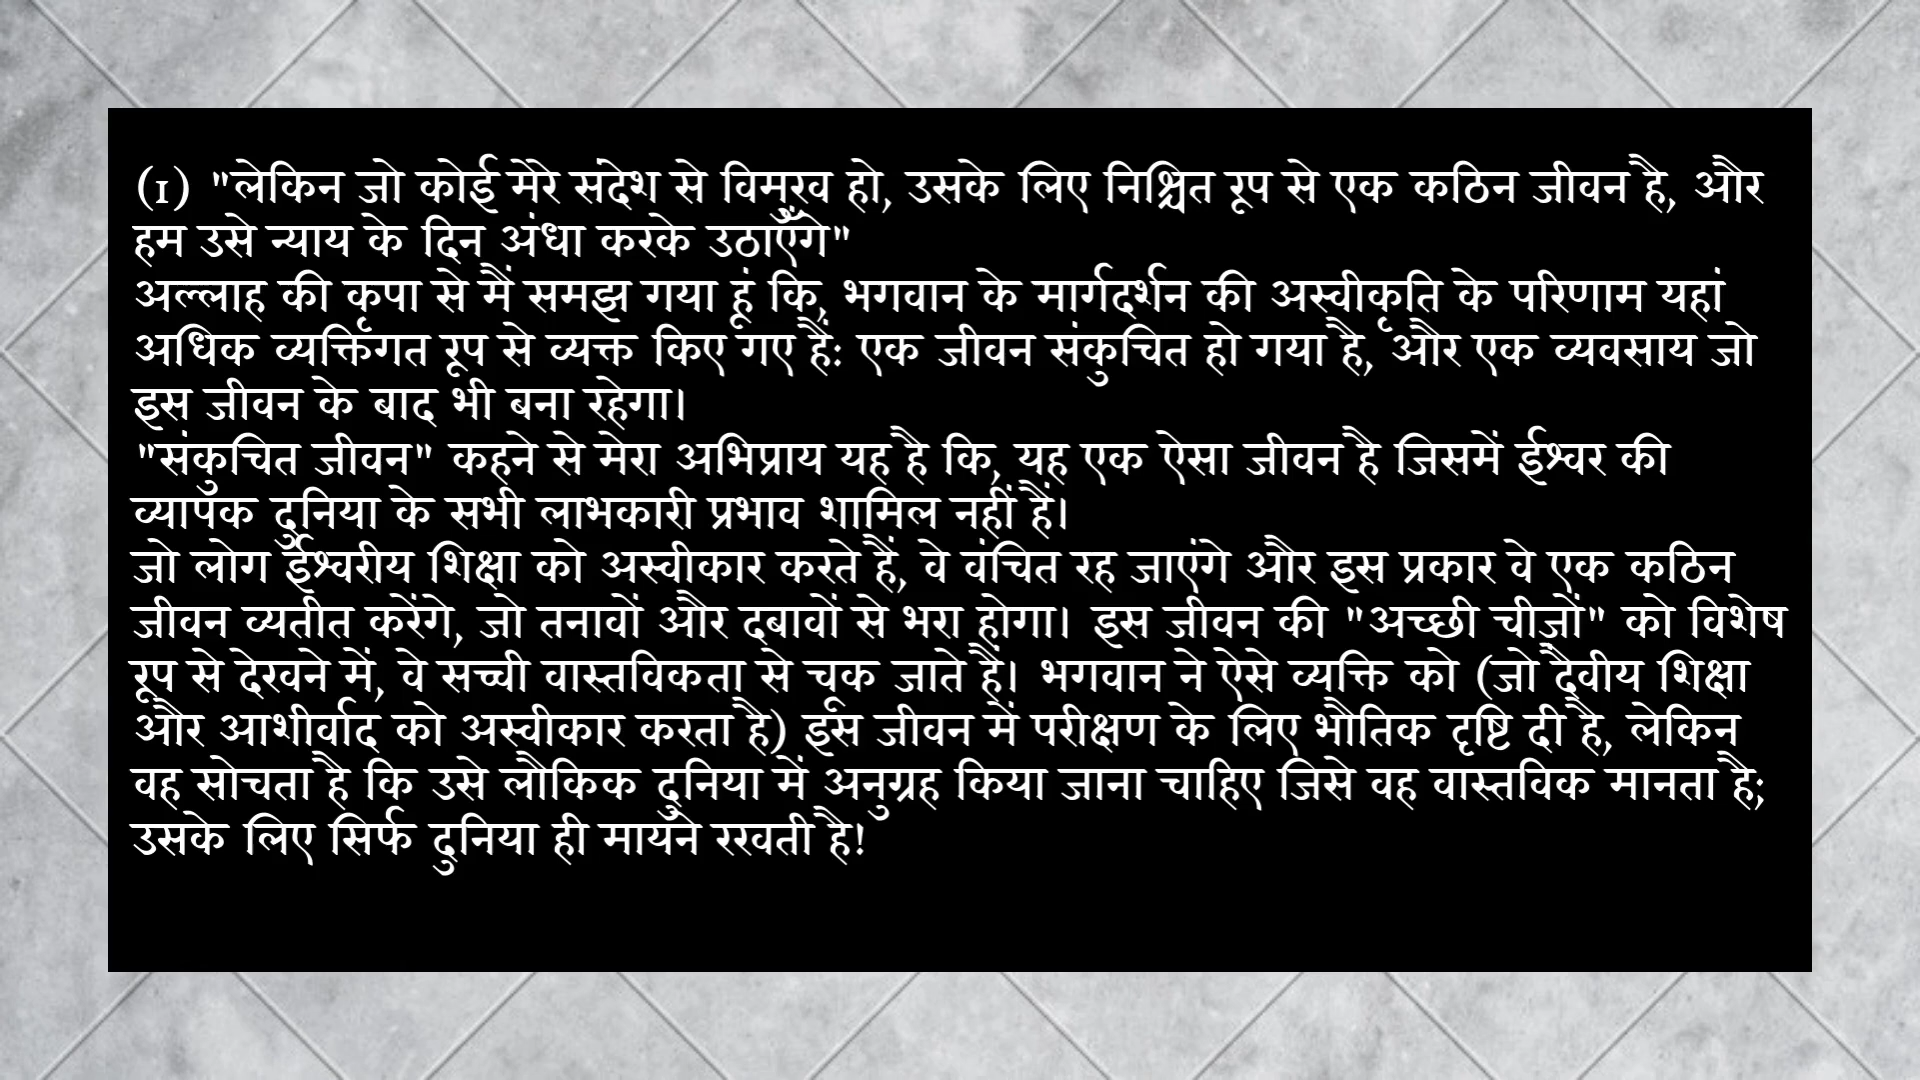 (1) "लेकिन जो कोई मेरे संदेश से विमुख हो, उसके लिए निश्चित रूप से एक कठिन जीवन है, और
हम उसे न्याय के दिन अंधा करके उठाएँगे"
अल्लाह की कृपा से मैं समझ गया हूं कि, भगवान के मार्गदर्शन की अस्वीकृति के परिणाम यहां
अधिक व्यक्तिगत रूप से व्यक्त किए गए हैं: एक जीवन संकुचित हो गया है, और एक व्यवसाय जो
इस जीवन के बाद भी बना रहेगा।
"संकुचित जीवन" कहने से मेरा अभिप्राय यह है कि, यह एक ऐसा जीवन है जिसमें ईश्वर की
व्यापक दुनिया के सभी लाभकारी प्रभाव शामिल नहीं हैं।
जो लोग ईश्वरीय शिक्षा को अस्वीकार करते हैं, वे वंचित रह जाएंगे और इस प्रकार वे एक कठिन
जीवन व्यतीत करेंगे, जो तनावों और दबावों से भरा होगा। इस जीवन की "अच्छी चीजों" को विशेष
रूप से देखने में, वे सच्ची वास्तविकता से चूक जाते हैं। भगवान ने ऐसे व्यक्ति को (जो दैवीय शिक्षा
और आशीर्वाद को अस्वीकार करता है) ईस जीवन में परीक्षण के लिए भौतिक दृष्टि दी है, लेकिन
वह सोचता है कि उसे लौकिक दुनिया में अनुग्रह किया जाना चाहिए जिसे वह वास्तविक मानता है;
उसके लिए सिर्फ दुनिया ही मायने रखती है!